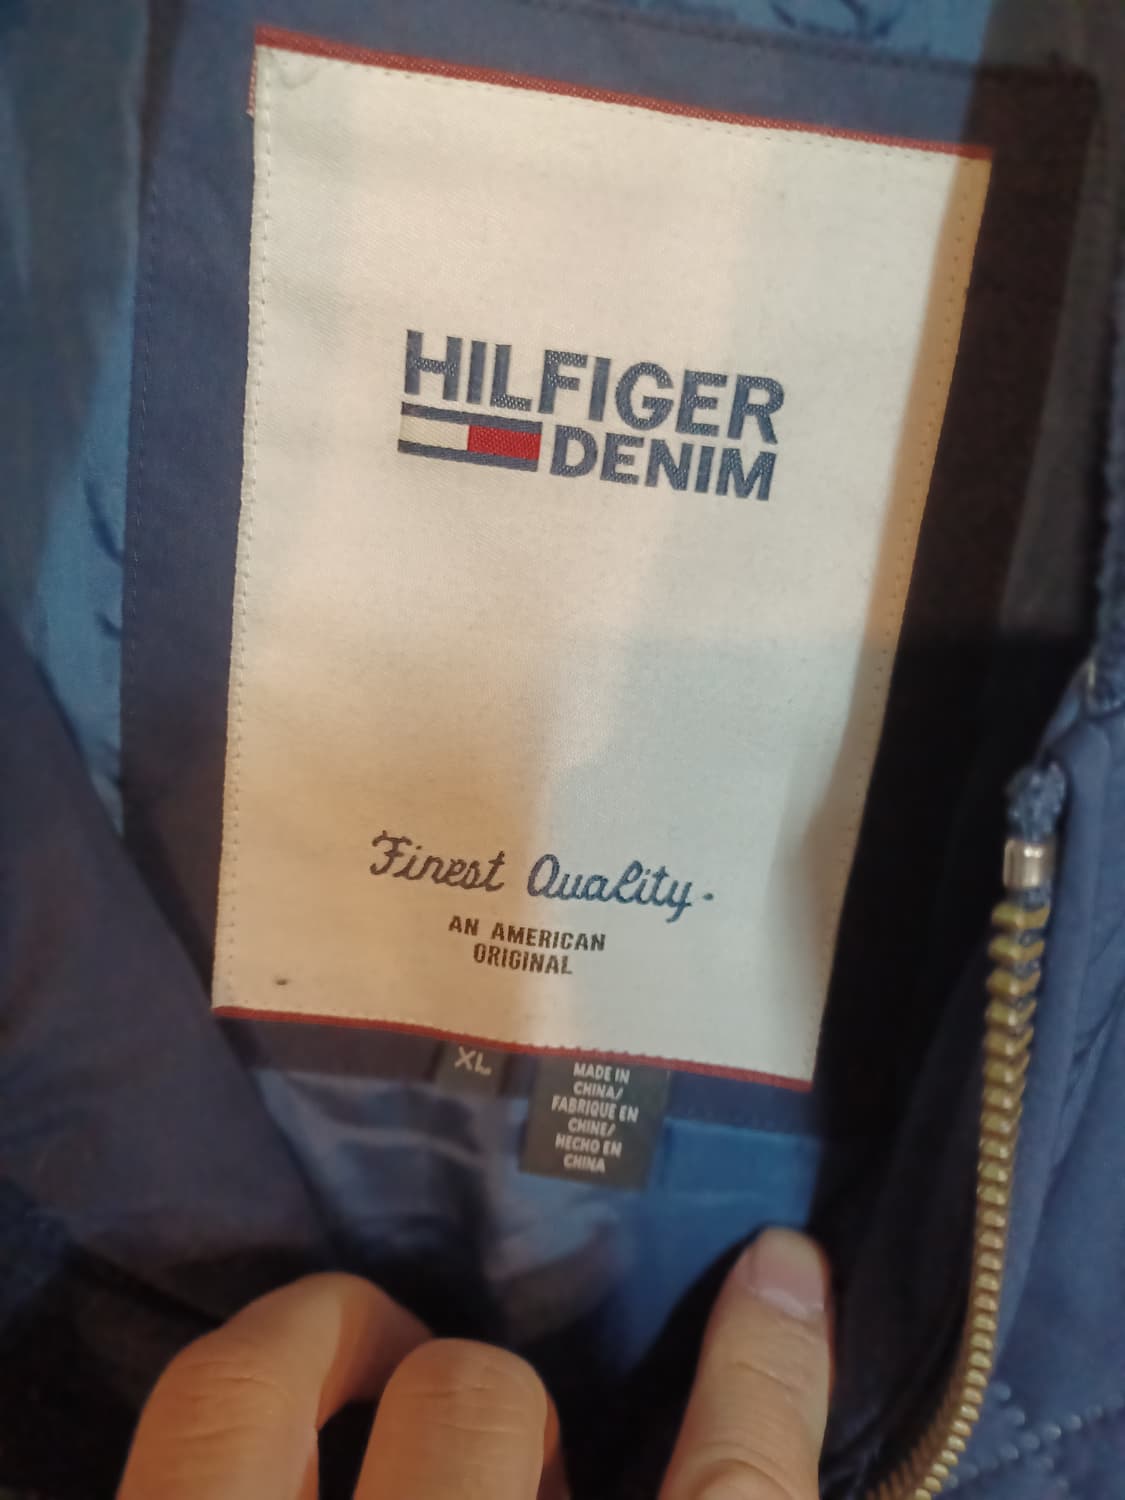 HILFIGER
DENIM
Finest Quality.
AN AMERICAN
ORIGINAL
XL
MADE IN
CHINA/
FABRIQUE EN
CHINE/
HECHO EN
CHINA